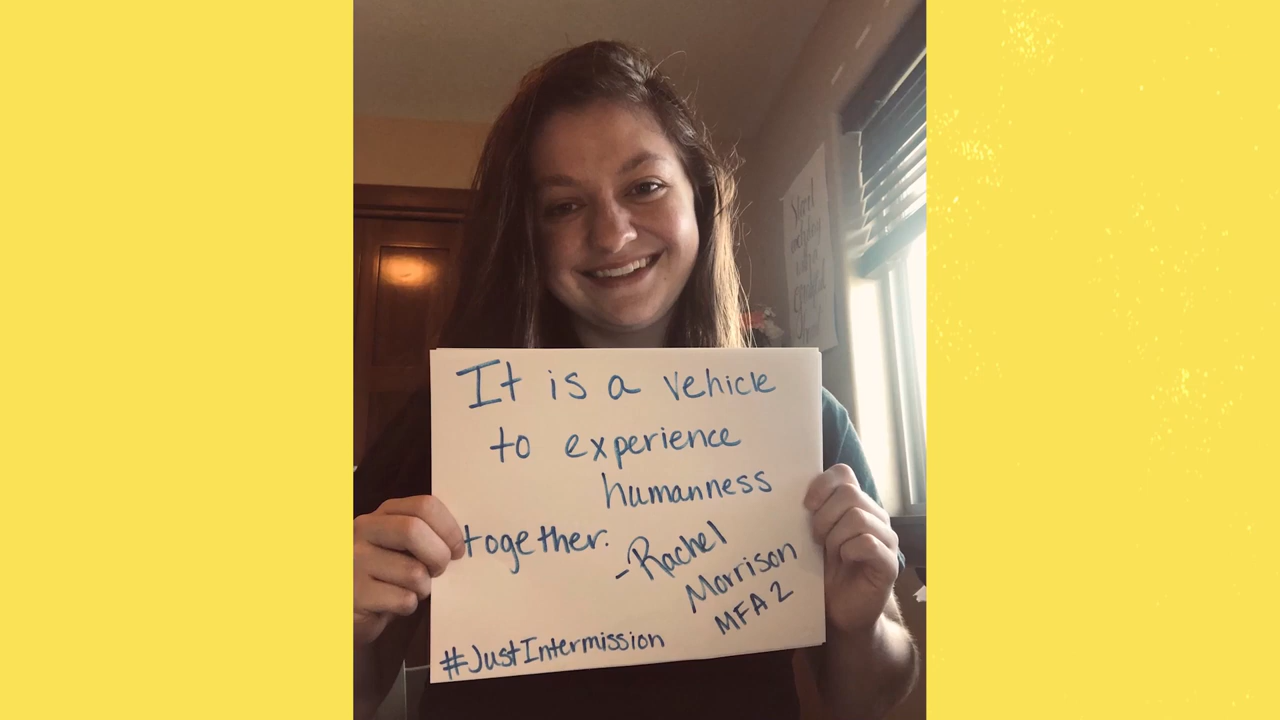 It is a vehicle
to experience
humanness
together.
-Rachel
Morrison
MFA 2
#JustIntermission